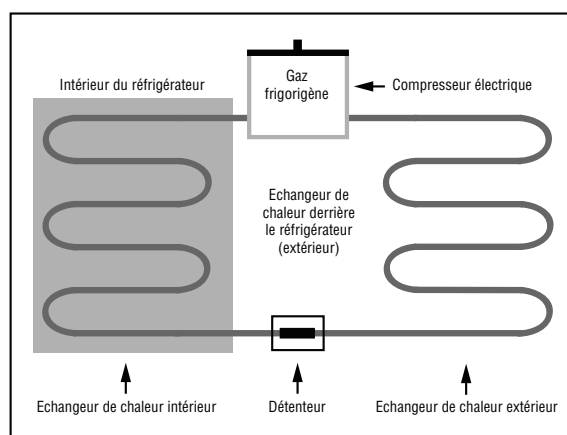 Intérieur du réfrigérateur
Gaz
frigorigène
Compresseur électrique
Echangeur de
chaleur derrière
le réfrigérateur
(extérieur)
Echangeur de chaleur intérieur
Détenteur
Echangeur de chaleur extérieur